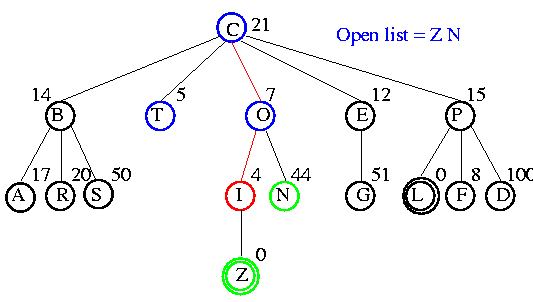 C 21
Open list = Z N
14 5 7 12 15
B T O E P
17 20 50 4 44 51 0 8 100
A R S I N G L F D
0
Z